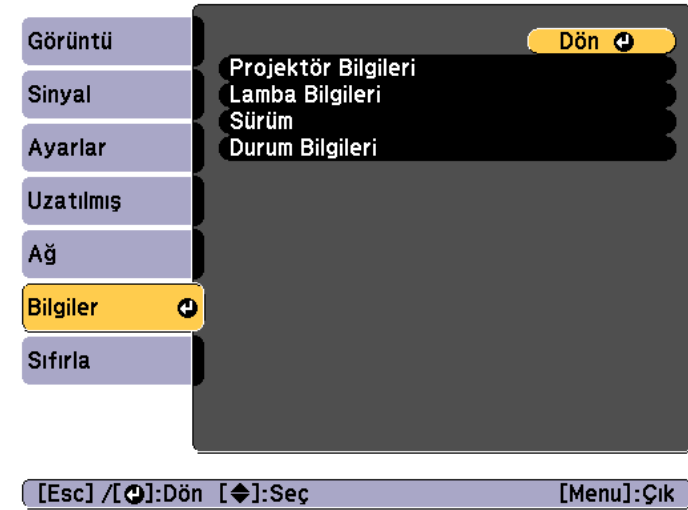 Görüntü
Sinyal
Ayarlar
Uzatılmış
Ağ
Bilgiler
Sıfırla
Dön
Projektör Bilgileri
Lamba Bilgileri
Sürüm
Durum Bilgileri
[Esc] /[⏎]:Dön [◆]:Seç [Menu]:Çık